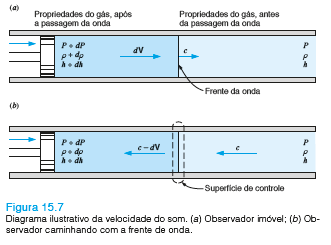 (a)
Propriedades do gás, após
a passagem da onda
Propriedades do gás, antes
da passagem da onda
P + dP
ρ + dρ
h + dh
dV
c
P
ρ
h
Frente da onda
(b)
P + dP
ρ + dρ
h + dh
c – dV
c
P
ρ
h
Superfície de controle
Figura 15.7
Diagrama ilustrativo da velocidade do som. (a) Observador imóvel; (b) Ob-
servador caminhando com a frente de onda.